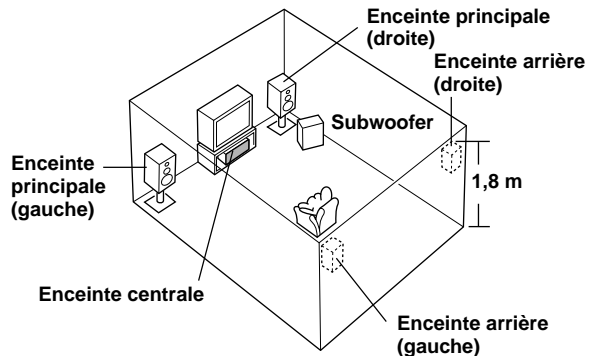 Enceinte principale
(droite)
Enceinte arrière
(droite)
Subwoofer
Enceinte
principale
(gauche)
1,8 m
Enceinte centrale
Enceinte arrière
(gauche)